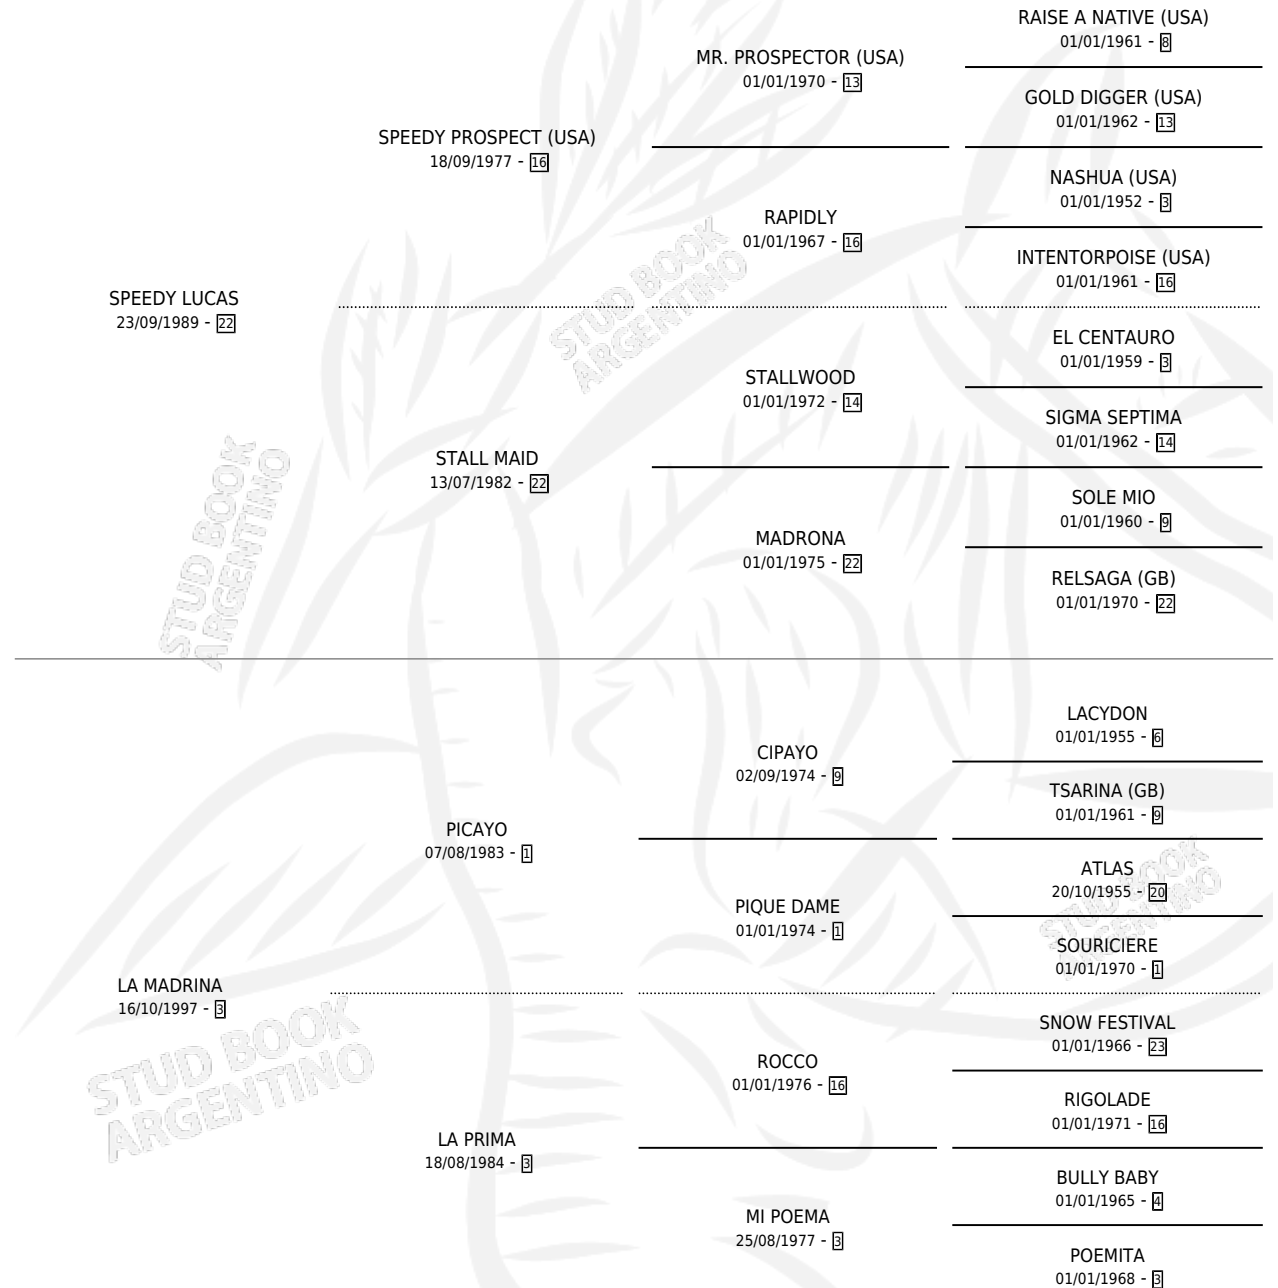 RAISE A NATIVE (USA)
01/01/1961 - 8
MR. PROSPECTOR (USA)
01/01/1970 - 13
GOLD DIGGER (USA)
01/01/1962 - 13
SPEEDY PROSPECT (USA)
18/09/1977 - 16
NASHUA (USA)
01/01/1952 - 3
RAPIDLY
01/01/1967 - 16
INTENTORPOISE (USA)
01/01/1961 - 16
SPEEDY LUCAS
23/09/1989 - 22
STUD BOOK
ARGENTINO
EL CENTAURO
01/01/1959 - 3
STALLWOOD
01/01/1972 - 14
SIGMA SEPTIMA
01/01/1962 - 14
STALL MAID
13/07/1982 - 22
SOLE MIO
01/01/1960 - 9
MADRONA
01/01/1975 - 22
RELSAGA (GB)
01/01/1970 - 22
STUD BOOK
ARGENTINO
LACYDON
01/01/1955 - 6
CIPAYO
02/09/1974 - 9
TSARINA (GB)
01/01/1961 - 9
PICAYO
07/08/1983 - 1
ATLAS
20/10/1955 - 20
PIQUE DAME
01/01/1974 - 1
STUD BOOK
ARGENTINO
SOURICIERE
01/01/1970 - 1
LA MADRINA
16/10/1997 - 3
STUD BOOK
ARGENTINO
SNOW FESTIVAL
01/01/1966 - 23
ROCCO
01/01/1976 - 16
RIGOLADE
01/01/1971 - 16
LA PRIMA
18/08/1984 - 3
BULLY BABY
01/01/1965 - 4
MI POEMA
25/08/1977 - 3
POEMITA
01/01/1968 - 3